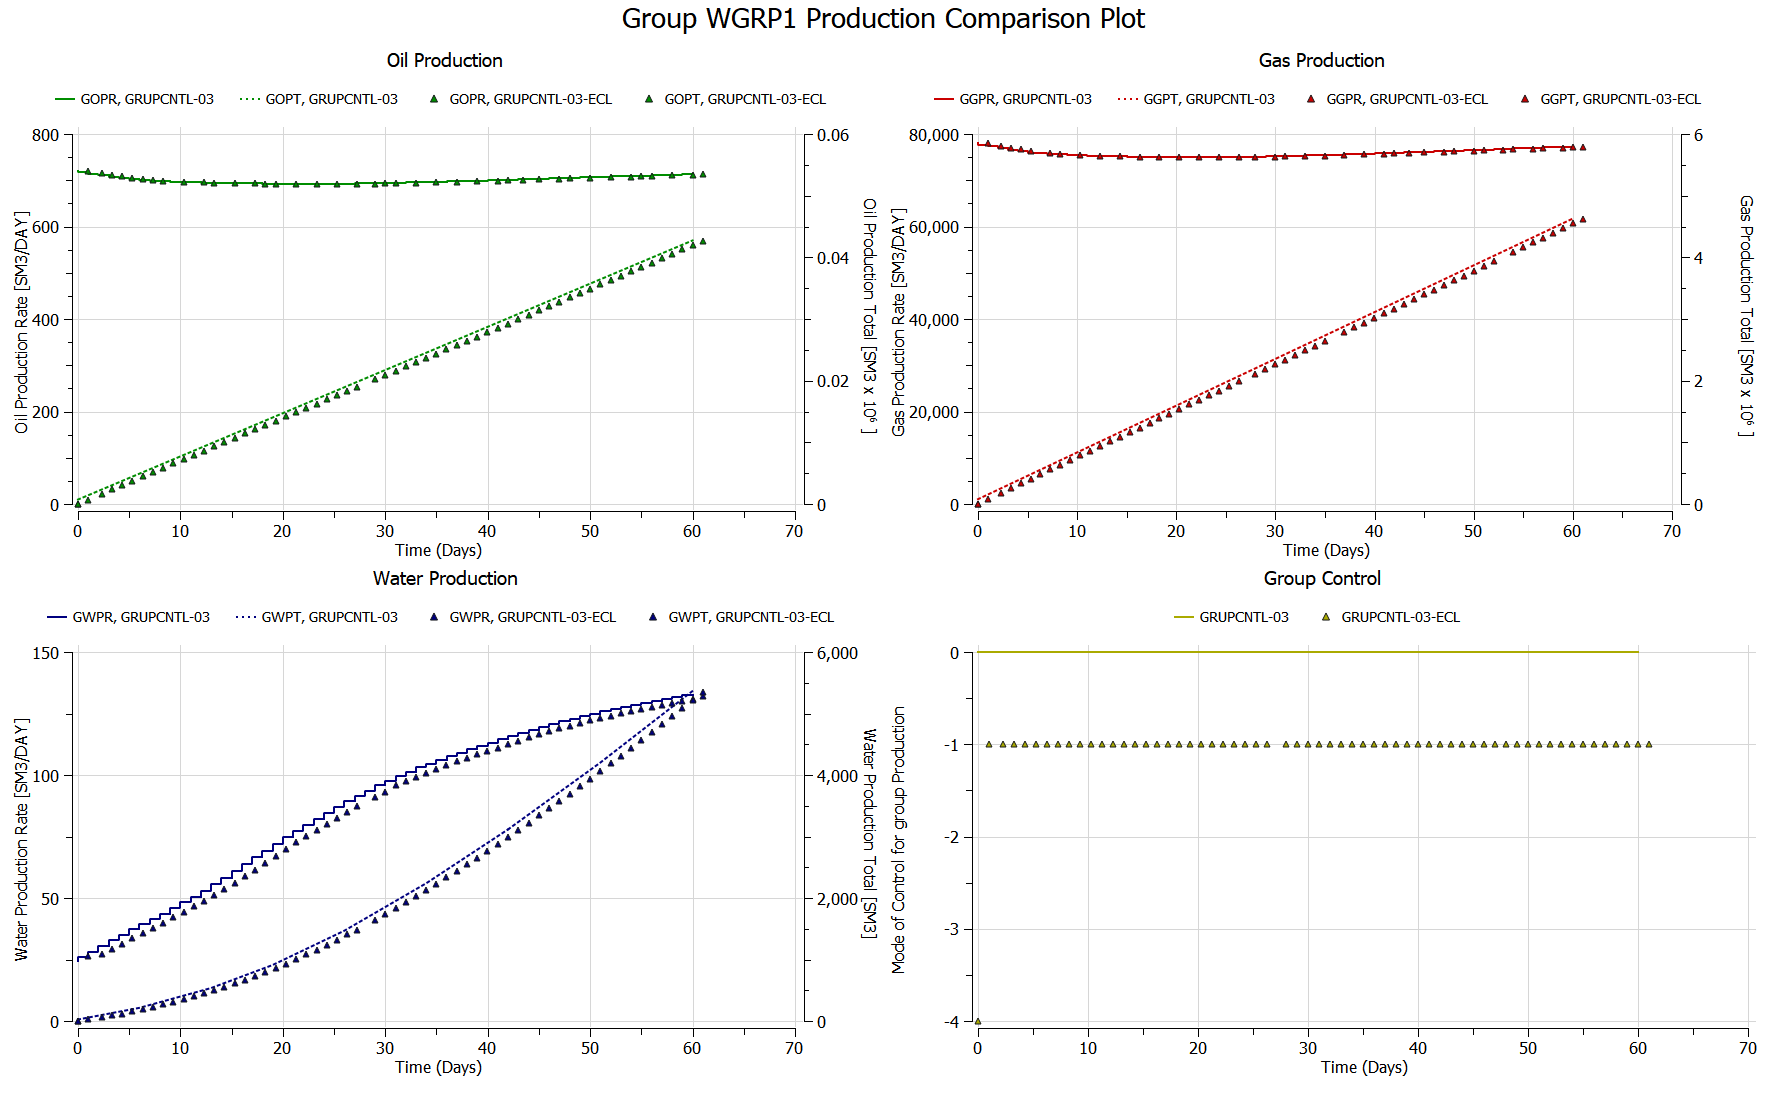 Group WGRP1 Production Comparison Plot
Oil Production
GOPR, GRUPCNTL-03
GOPT, GRUPCNTL-03
GOPR, GRUPCNTL-03-ECL
GOPT, GRUPCNTL-03-ECL
800
600
400
200
0
Oil Production Rate [SM3/DAY]
0.06
0.04
0.02
0
Oil Production Total [SM3 x 10⁶ ]
0 10 20 30 40 50 60 70
Time (Days)
Gas Production
GGPR, GRUPCNTL-03
GGPT, GRUPCNTL-03
GGPR, GRUPCNTL-03-ECL
GGPT, GRUPCNTL-03-ECL
80,000
60,000
40,000
20,000
0
Gas Production Rate [SM3/DAY]
6
4
2
0
Gas Production Total [SM3 x 10⁶ ]
0 10 20 30 40 50 60 70
Time (Days)
Water Production
GWPR, GRUPCNTL-03
GWPT, GRUPCNTL-03
GWPR, GRUPCNTL-03-ECL
GWPT, GRUPCNTL-03-ECL
150
100
50
0
Water Production Rate [SM3/DAY]
6,000
4,000
2,000
0
Water Production Total [SM3]
0 10 20 30 40 50 60 70
Time (Days)
Group Control
GRUPCNTL-03
GRUPCNTL-03-ECL
0
-1
-2
-3
-4
Mode of Control for group Production
0 10 20 30 40 50 60 70
Time (Days)